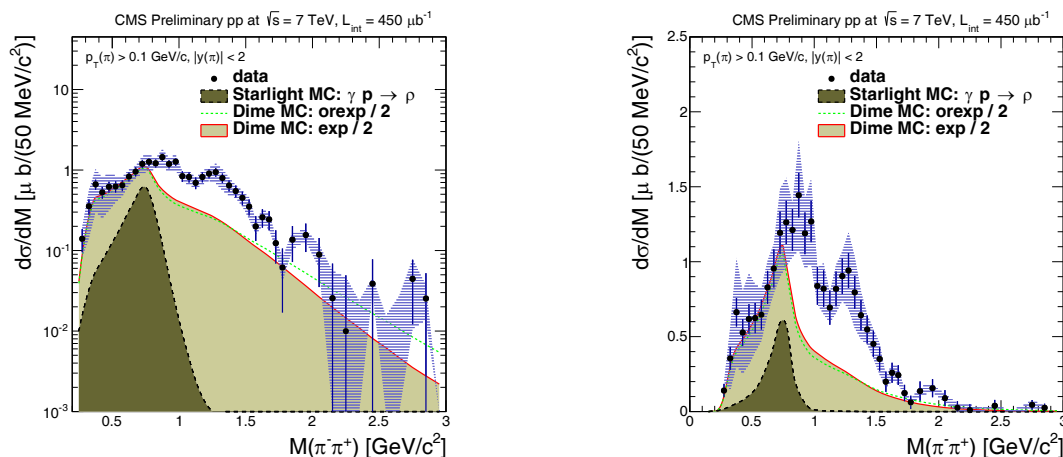 CMS Preliminary pp at √s = 7 TeV, L_int = 450 μb⁻¹
p_T(π) > 0.1 GeV/c, |y(π)| < 2
data
Starlight MC: γ p → ρ
Dime MC: orexp / 2
Dime MC: exp / 2
dσ/dM [μ b/(50 MeV/c²)]
10
1
10⁻¹
10⁻²
10⁻³
0.5 1 1.5 2 2.5 3
M(π⁻π⁺) [GeV/c²]
CMS Preliminary pp at √s = 7 TeV, L_int = 450 μb⁻¹
p_T(π) > 0.1 GeV/c, |y(π)| < 2
data
Starlight MC: γ p → ρ
Dime MC: orexp / 2
Dime MC: exp / 2
dσ/dM [μ b/(50 MeV/c²)]
2.5
2
1.5
1
0.5
0
0 0.5 1 1.5 2 2.5 3
M(π⁻π⁺) [GeV/c²]